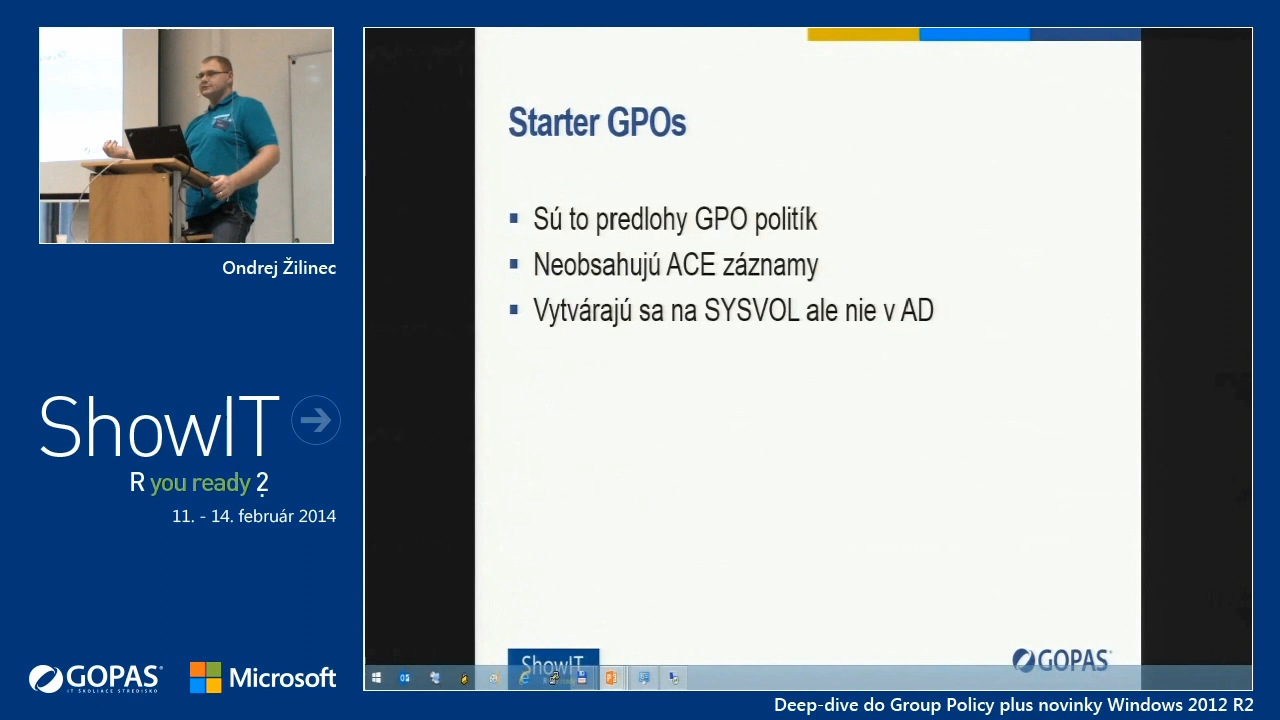 Ondrej Žilinec
ShowIT
R you ready ?
11. - 14. február 2014
GOPAS
IT ŠKOLIACE STREDISKO
Microsoft
Starter GPOs
Sú to predlohy GPO politík
Neobsahujú ACE záznamy
Vytvárajú sa na SYSVOL ale nie v AD
ShowIT
GOPAS
Deep-dive do Group Policy plus novinky Windows 2012 R2